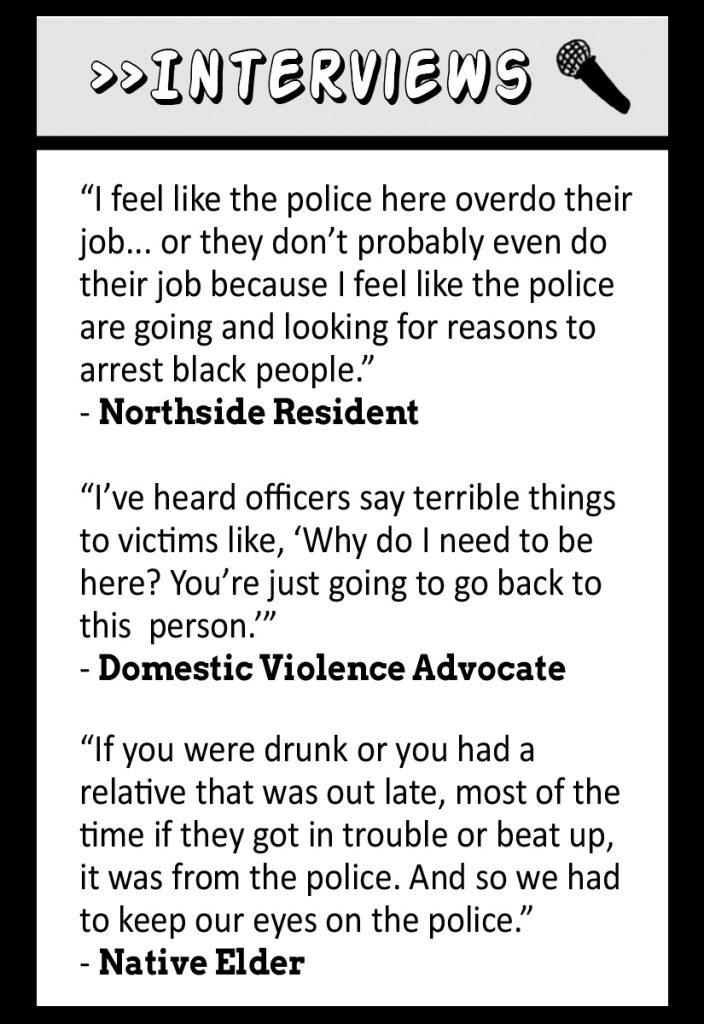 >>INTERVIEWS
“I feel like the police here overdo their
job... or they don’t probably even do
their job because I feel like the police
are going and looking for reasons to
arrest black people.”
- Northside Resident
“I’ve heard officers say terrible things
to victims like, ‘Why do I need to be
here? You’re just going to go back to
this  person.’”
- Domestic Violence Advocate
“If you were drunk or you had a
relative that was out late, most of the
time if they got in trouble or beat up,
it was from the police. And so we had
to keep our eyes on the police.”
- Native Elder